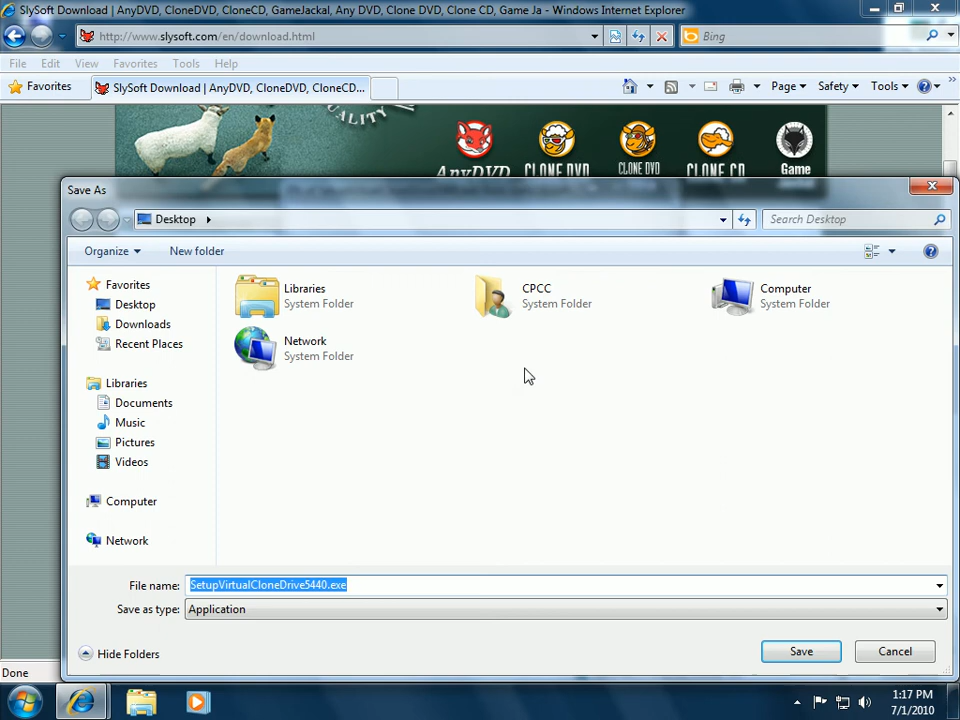 SlySoft Download | AnyDVD, CloneDVD, CloneCD, GameJackal, Any DVD, Clone DVD, Clone CD, Game Ja - Windows Internet Explorer
http://www.slysoft.com/en/download.html
Bing
File Edit View Favorites Tools Help
Favorites
SlySoft Download | AnyDVD, CloneDVD, CloneCD...
Page Safety Tools
QUALITY
AnyDVD CLONE DVD CLONE DVD CLONE CD Game
Save As
Desktop
Search Desktop
Organize New folder
Favorites
Desktop
Downloads
Recent Places
Libraries
Documents
Music
Pictures
Videos
Computer
Network
Libraries
System Folder
CPCC
System Folder
Computer
System Folder
Network
System Folder
File name: SetupVirtualCloneDrive5440.exe
Save as type: Application
Hide Folders
Save
Cancel
Done
1:17 PM
7/1/2010